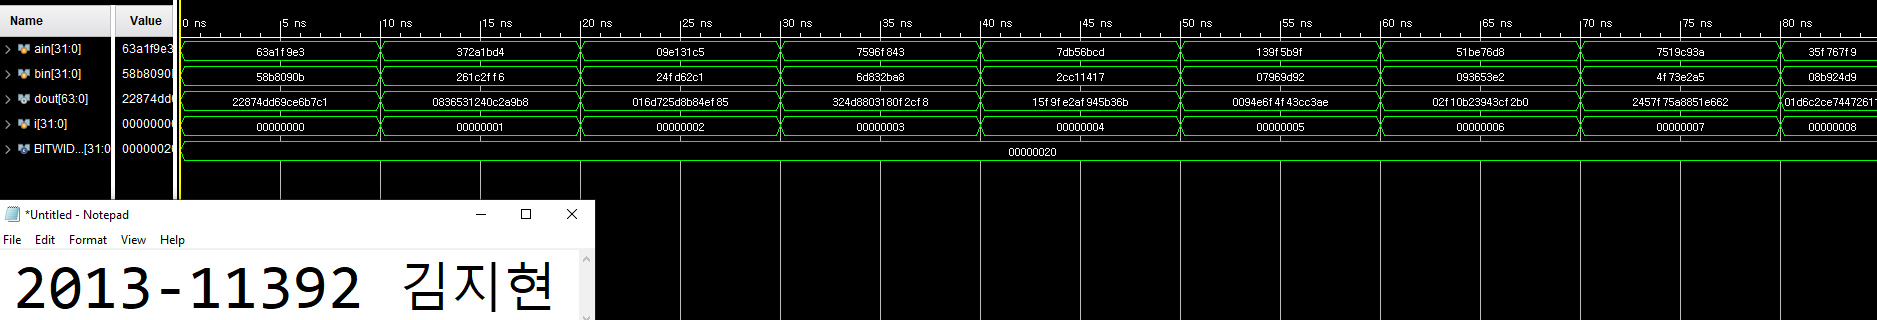 Name Value 0 ns 5 ns 10 ns 15 ns 20 ns 25 ns 30 ns 35 ns 40 ns 45 ns 50 ns 55 ns 60 ns 65 ns 70 ns 75 ns 80 ns
ain[31:0] 63a1f9e3 63a1f9e3 372a1bd4 09e131c5 7596f843 7db56bcd 139f5b9f 51be76d8 7519c93a 35f767f9
bin[31:0] 58b8090b 58b8090b 261c2ff6 24fd62c1 6d832ba8 2cc11417 07969d92 093653e2 4f73e2a5 08b924d9
dout[63:0] 22874dd6 22874dd69ce6b7c1 0836531240c2a9b8 016d725d8b84ef85 324d8803180f2cf8 15f9fe2af945b36b 0094e6f4f43cc3ae 02f10b23943cf2b0 2457f75a8851e662 01d6c2ce74472611
i[31:0] 00000000 00000000 00000001 00000002 00000003 00000004 00000005 00000006 00000007 00000008
BITWID...[31:0 00000020 00000020
*Untitled - Notepad
File Edit Format View Help
2013-11392 김지현